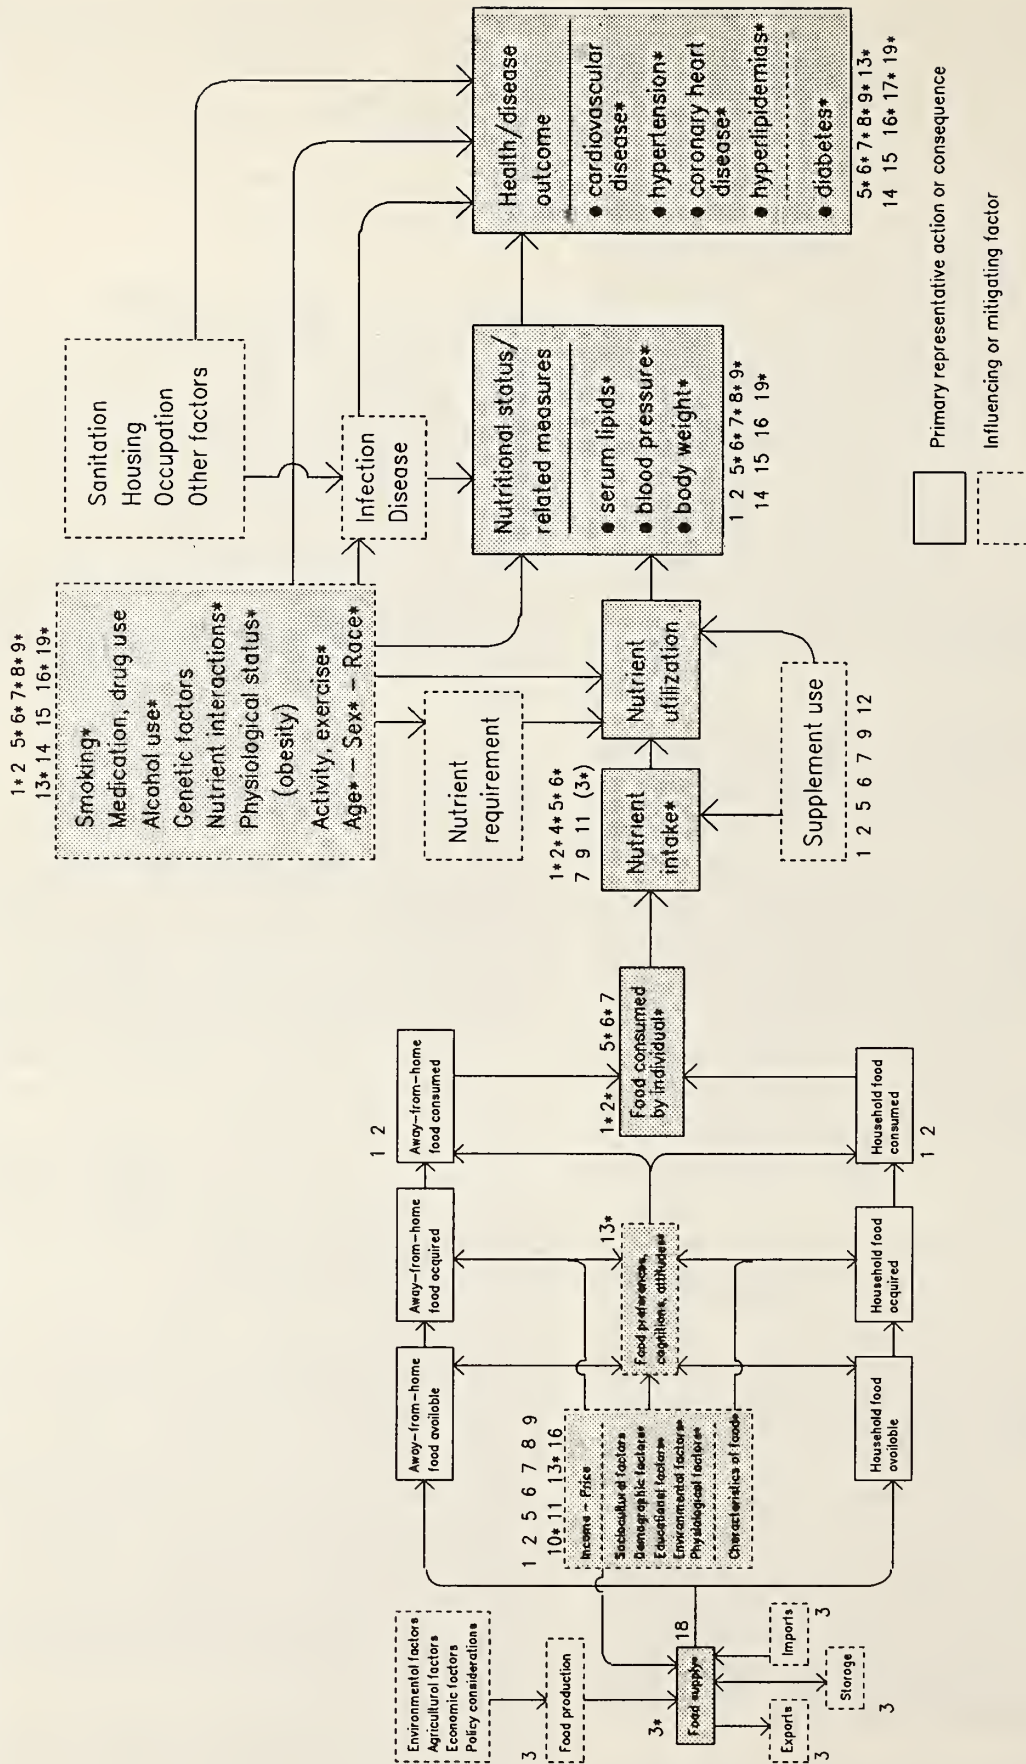 1* 2 5* 6* 7* 8* 9*
13* 14 15 16* 19*
Smoking*
Medication, drug use
Alcohol use*
Genetic factors
Nutrient interactions*
Physiological status*
(obesity)
Activity, exercise*
Age* – Sex* – Race*
Sanitation
Housing
Occupation
Other factors
Infection
Disease
Nutrient
requirement
Health/disease
outcome
● cardiovascular
disease*
● hypertension*
● coronary heart
disease*
● hyperlipidemias*
● diabetes*
5* 6* 7* 8* 9* 13*
14 15 16* 17* 19*
Nutritional status/
related measures
● serum lipids*
● blood pressure*
● body weight*
1 2 5* 6* 7* 8* 9*
14 15 16 19*
Nutrient
utilization
1* 2* 4* 5* 6*
7 9 11 (3*)
Nutrient
intake*
Supplement use
1 2 5 6 7 9 12
1* 2* 5* 6* 7
Food consumed
by individual*
1 2
Away–from–home
food consumed
Away–from–home
food acquired
Away–from–home
food available
13*
Food preferences,
cognitions, attitudes*
Household food
consumed
1 2
Household food
acquired
Household food
available
1 2 5 6 7 8 9
10* 11 13* 16
Income – Price
Sociocultural factors
Demographic factors*
Educational factors*
Environmental factors*
Physiological factors*
Characteristics of food*
Environmental factors
Agricultural factors
Economic factors
Policy considerations
3
Food production
3*
Food supply*
18
Exports
3
Storage
3
Imports
3
Primary representative action or consequence
Influencing or mitigating factor